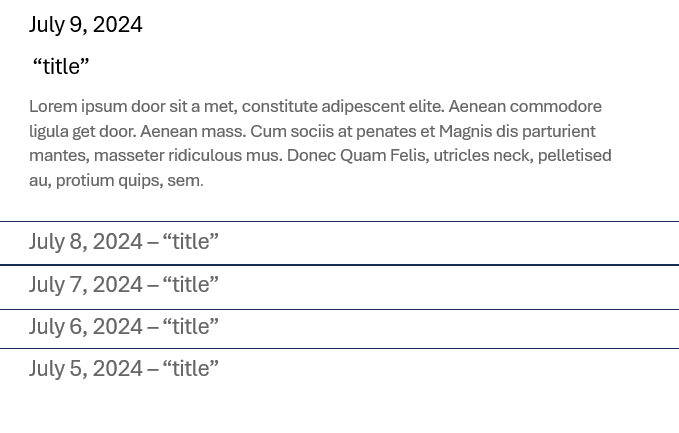 July 9, 2024
“title”
Lorem ipsum door sit a met, constitute adipescent elite. Aenean commodore
ligula get door. Aenean mass. Cum sociis at penates et Magnis dis parturient
mantes, masseter ridiculous mus. Donec Quam Felis, utricles neck, pelletised
au, protium quips, sem.
July 8, 2024 – “title”
July 7, 2024 – “title”
July 6, 2024 – “title”
July 5, 2024 – “title”